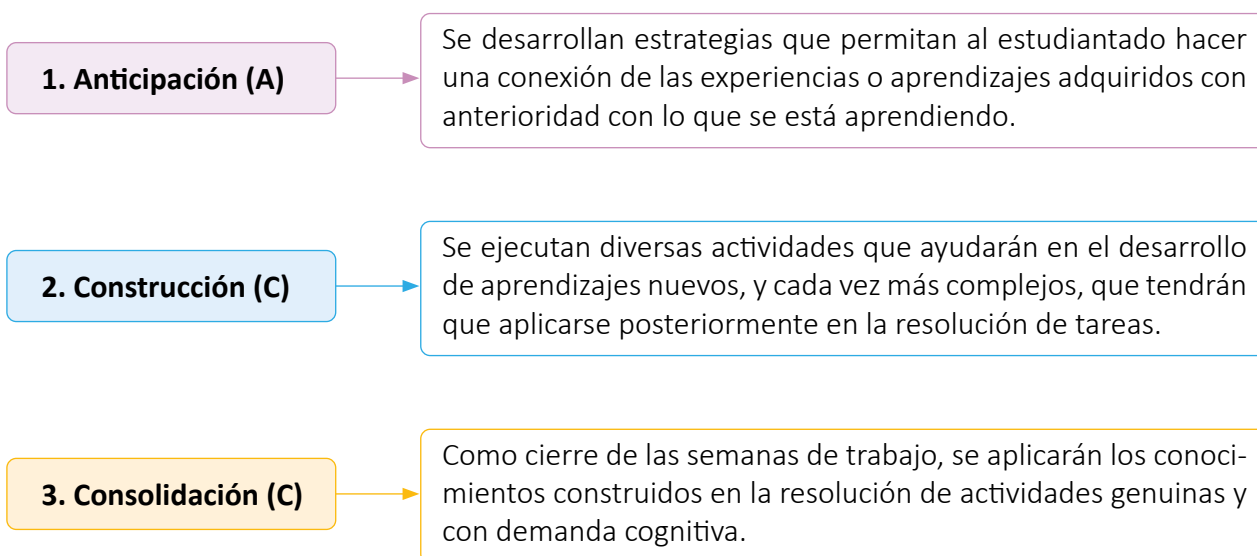 1. Anticipación (A)
Se desarrollan estrategias que permitan al estudiantado hacer
una conexión de las experiencias o aprendizajes adquiridos con
anterioridad con lo que se está aprendiendo.
2. Construcción (C)
Se ejecutan diversas actividades que ayudarán en el desarrollo
de aprendizajes nuevos, y cada vez más complejos, que tendrán
que aplicarse posteriormente en la resolución de tareas.
3. Consolidación (C)
Como cierre de las semanas de trabajo, se aplicarán los conoci-
mientos construidos en la resolución de actividades genuinas y
con demanda cognitiva.